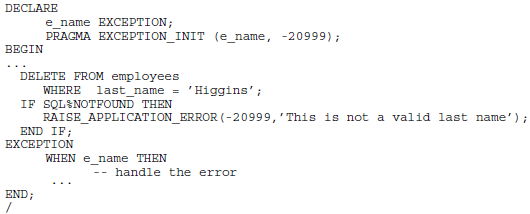 DECLARE
e_name EXCEPTION;
PRAGMA EXCEPTION_INIT (e_name, -20999);
BEGIN
...
DELETE FROM employees
WHERE last_name = 'Higgins';
IF SQL%NOTFOUND THEN
RAISE_APPLICATION_ERROR(-20999,'This is not a valid last name');
END IF;
EXCEPTION
WHEN e_name THEN
-- handle the error
...
END;
/